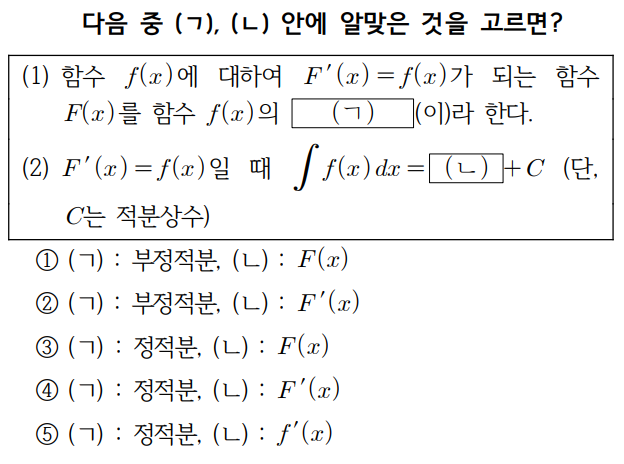 다음 중 (ㄱ), (ㄴ) 안에 알맞은 것을 고르면?
(1) 함수 f(x)에 대하여 F′(x)=f(x)가 되는 함수
F(x)를 함수 f(x)의 (ㄱ) (이)라 한다.
(2) F′(x)=f(x)일 때 ∫f(x)dx= (ㄴ) +C (단,
C는 적분상수)
① (ㄱ) : 부정적분, (ㄴ) : F(x)
② (ㄱ) : 부정적분, (ㄴ) : F′(x)
③ (ㄱ) : 정적분, (ㄴ) : F(x)
④ (ㄱ) : 정적분, (ㄴ) : F′(x)
⑤ (ㄱ) : 정적분, (ㄴ) : f′(x)